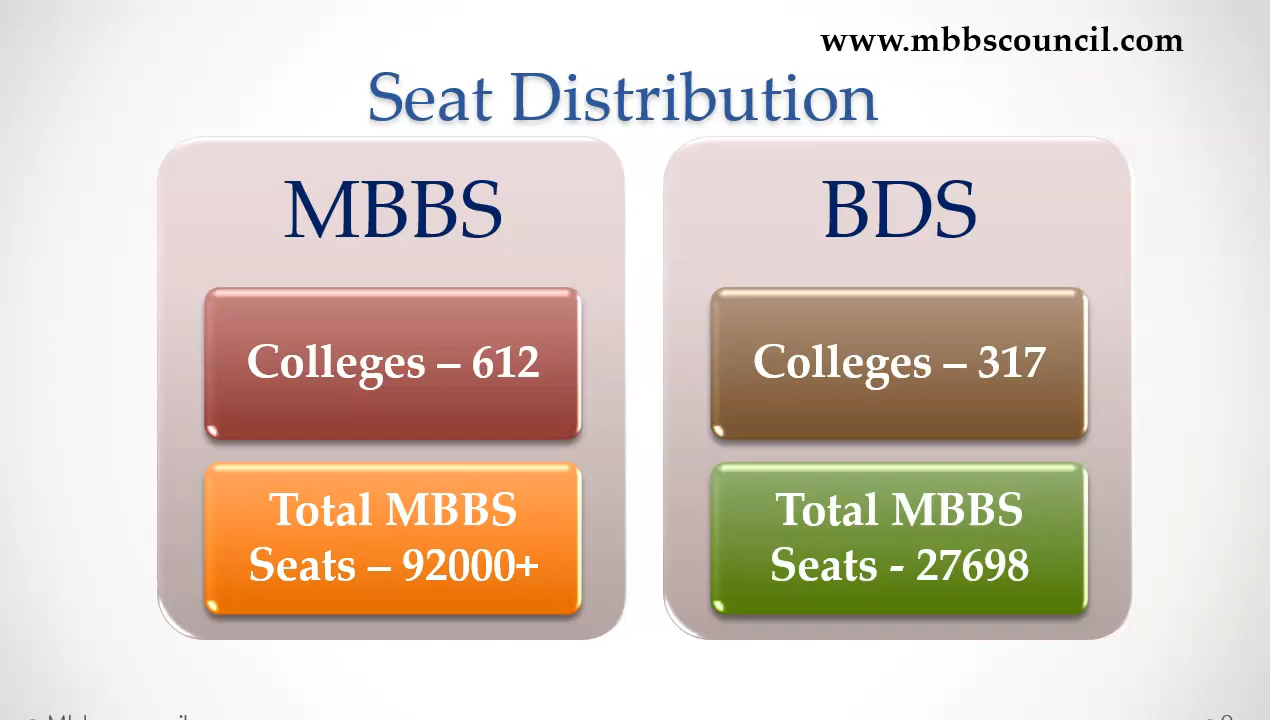 www.mbbscouncil.com
Seat Distribution
MBBS
Colleges – 612
Total MBBS
Seats – 92000+
BDS
Colleges – 317
Total MBBS
Seats - 27698